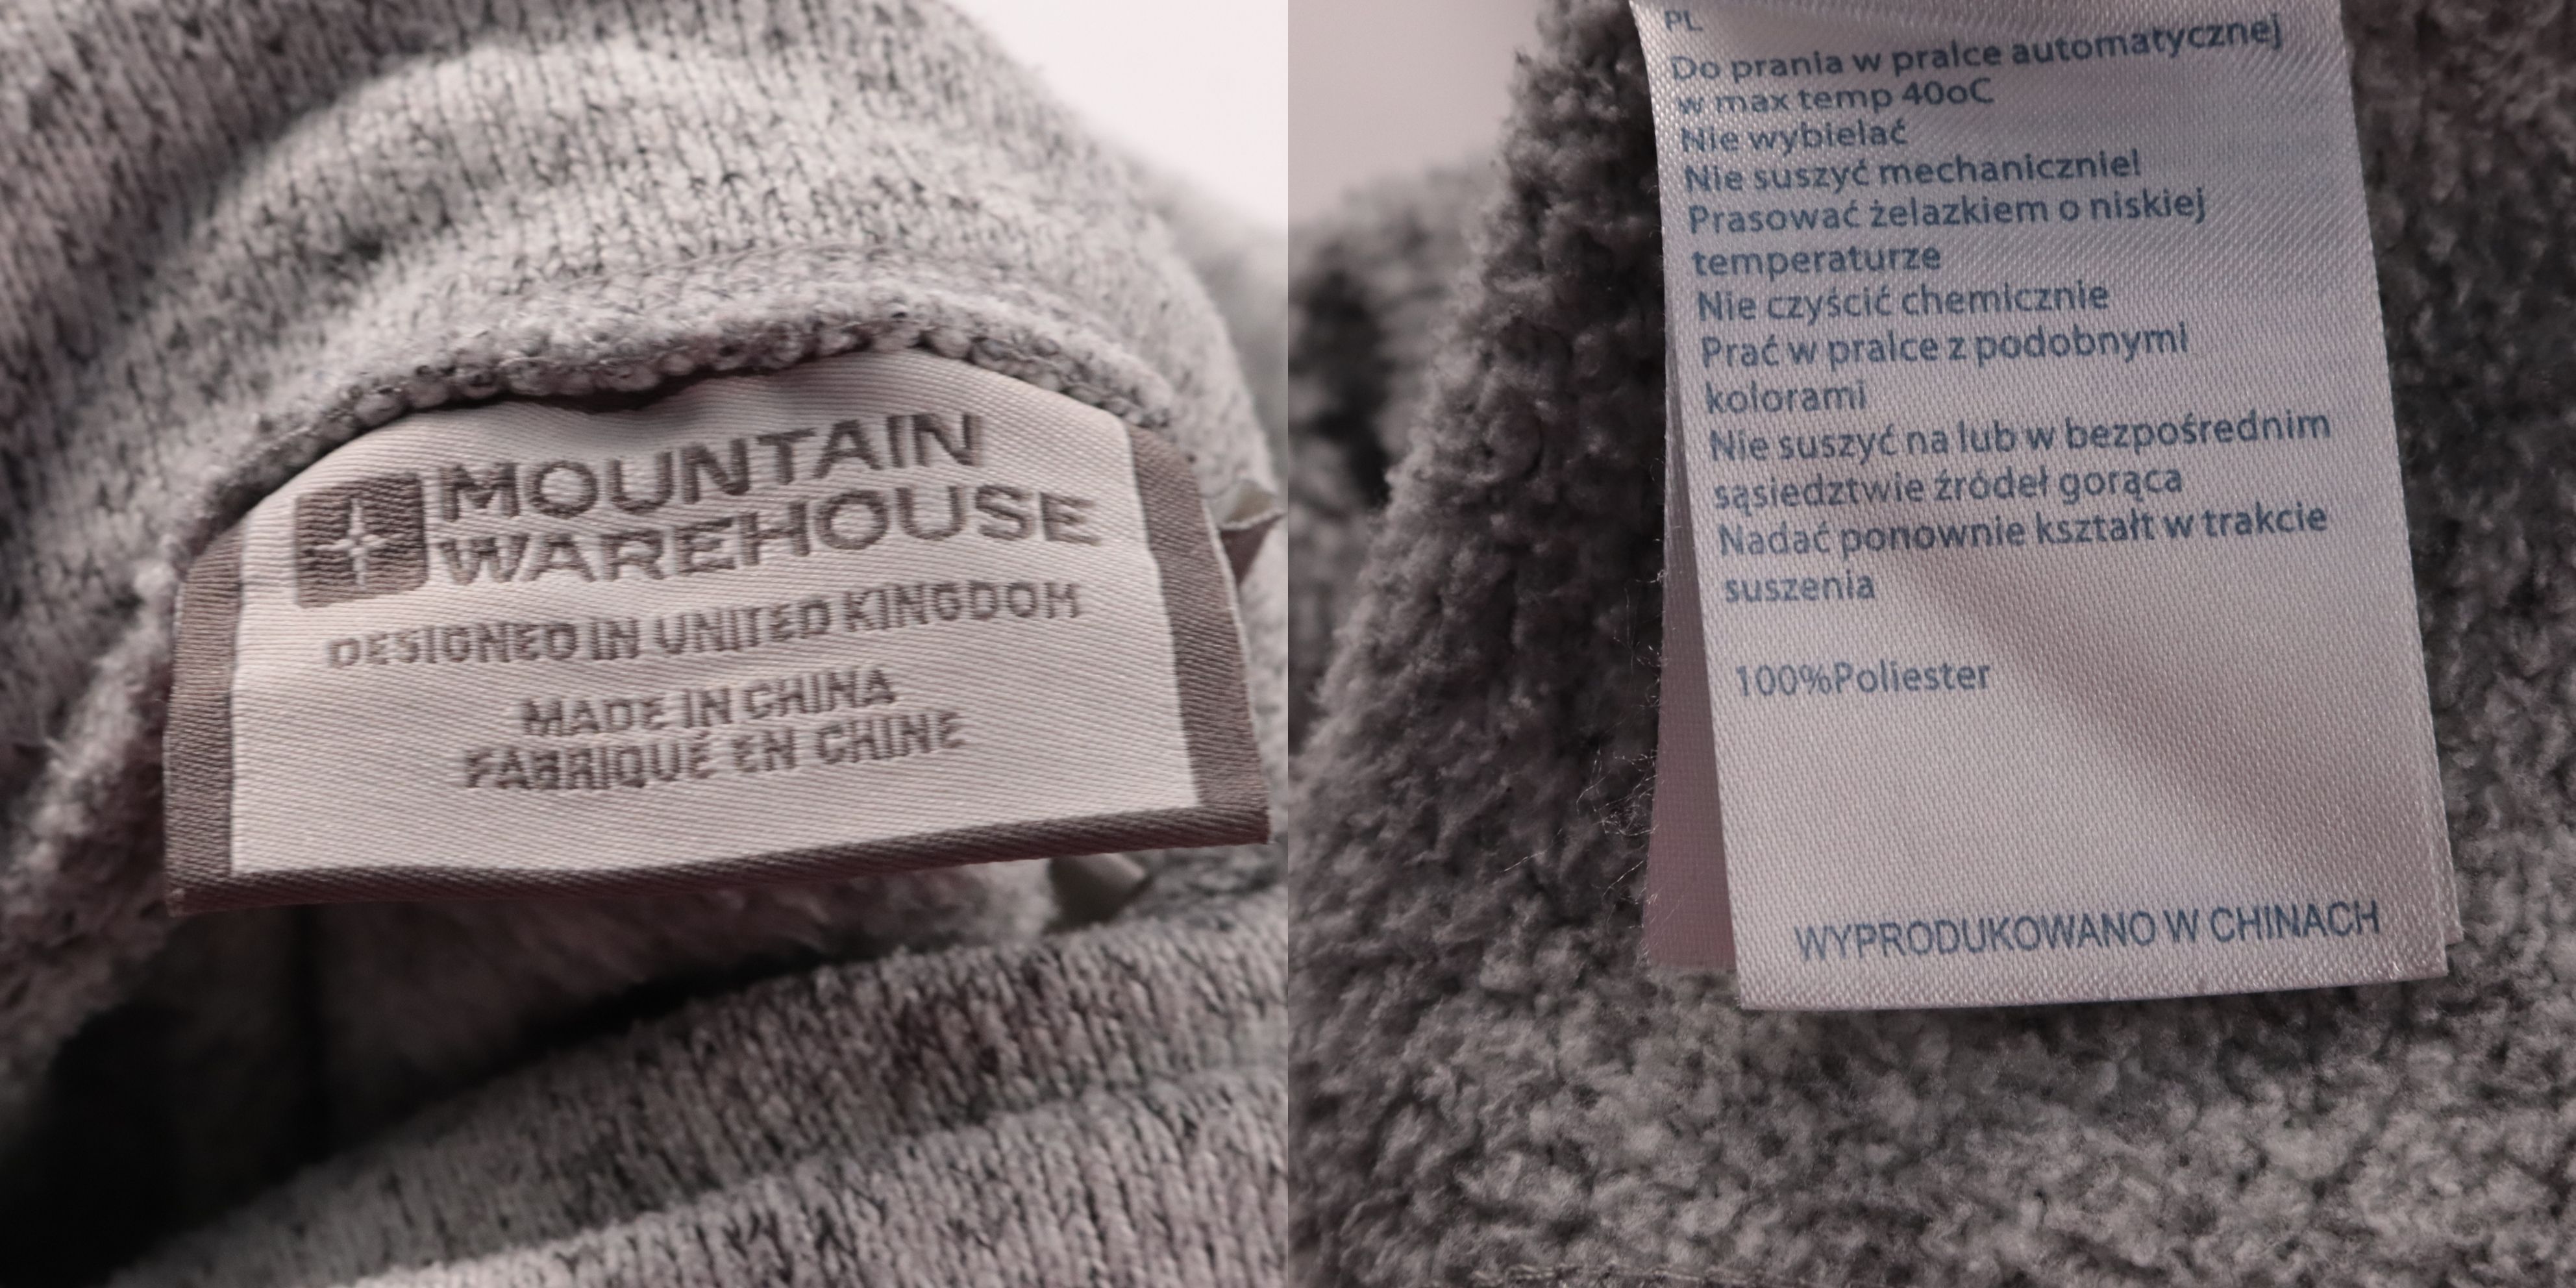 MOUNTAIN
WAREHOUSE
DESIGNED IN UNITED KINGDOM
MADE IN CHINA
FABRIQUÉ EN CHINE
PL
Do prania w pralce automatycznej
w max temp 40oC
Nie wybielać
Nie suszyć mechaniczniel
Prasować żelazkiem o niskiej
temperaturze
Nie czyścić chemicznie
Prać w pralce z podobnymi
kolorami
Nie suszyć na lub w bezpośrednim
sąsiedztwie źródeł gorąca
Nadać ponownie kształt w trakcie
suszenia
100%Poliester
WYPRODUKOWANO W CHINACH